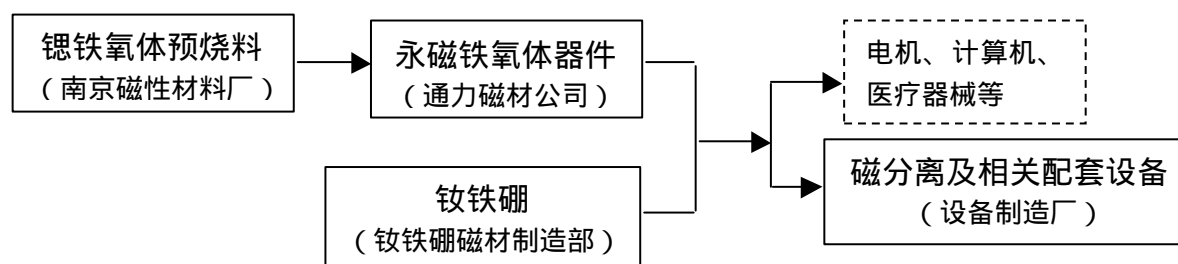 锶铁氧体预烧料
（南京磁性材料厂）
永磁铁氧体器件
（通力磁材公司）
钕铁硼
（钕铁硼磁材制造部）
电机、计算机、
医疗器械等
磁分离及相关配套设备
（设备制造厂）